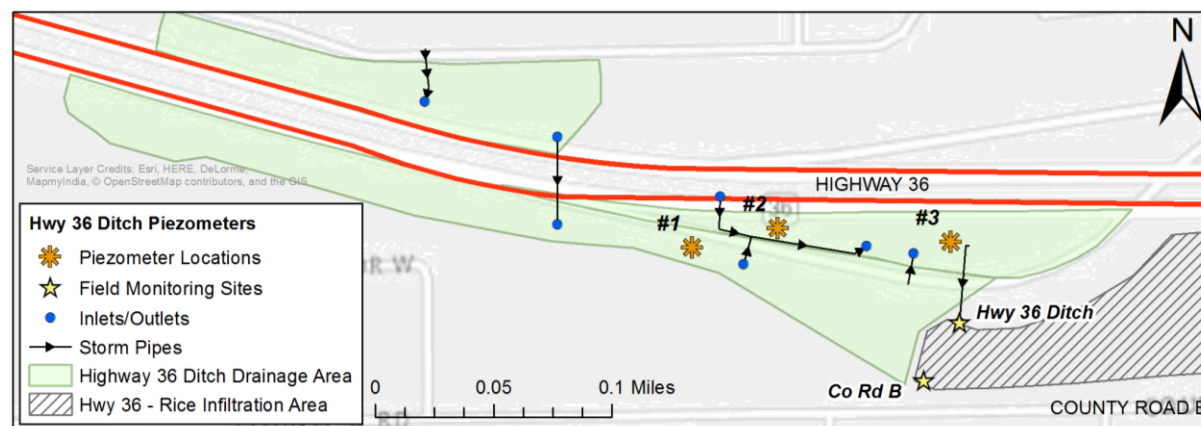 N
Service Layer Credits: Esri, HERE, DeLorme,
MapmyIndia, © OpenStreetMap contributors, and the GIS
HIGHWAY 36
36
#1
#2
#3
Hwy 36 Ditch Piezometers
Piezometer Locations
Field Monitoring Sites
Inlets/Outlets
Storm Pipes
Highway 36 Ditch Drainage Area
Hwy 36 - Rice Infiltration Area
R W
Hwy 36 Ditch
0 0.05 0.1 Miles
Co Rd B
COUNTY ROAD B
RD